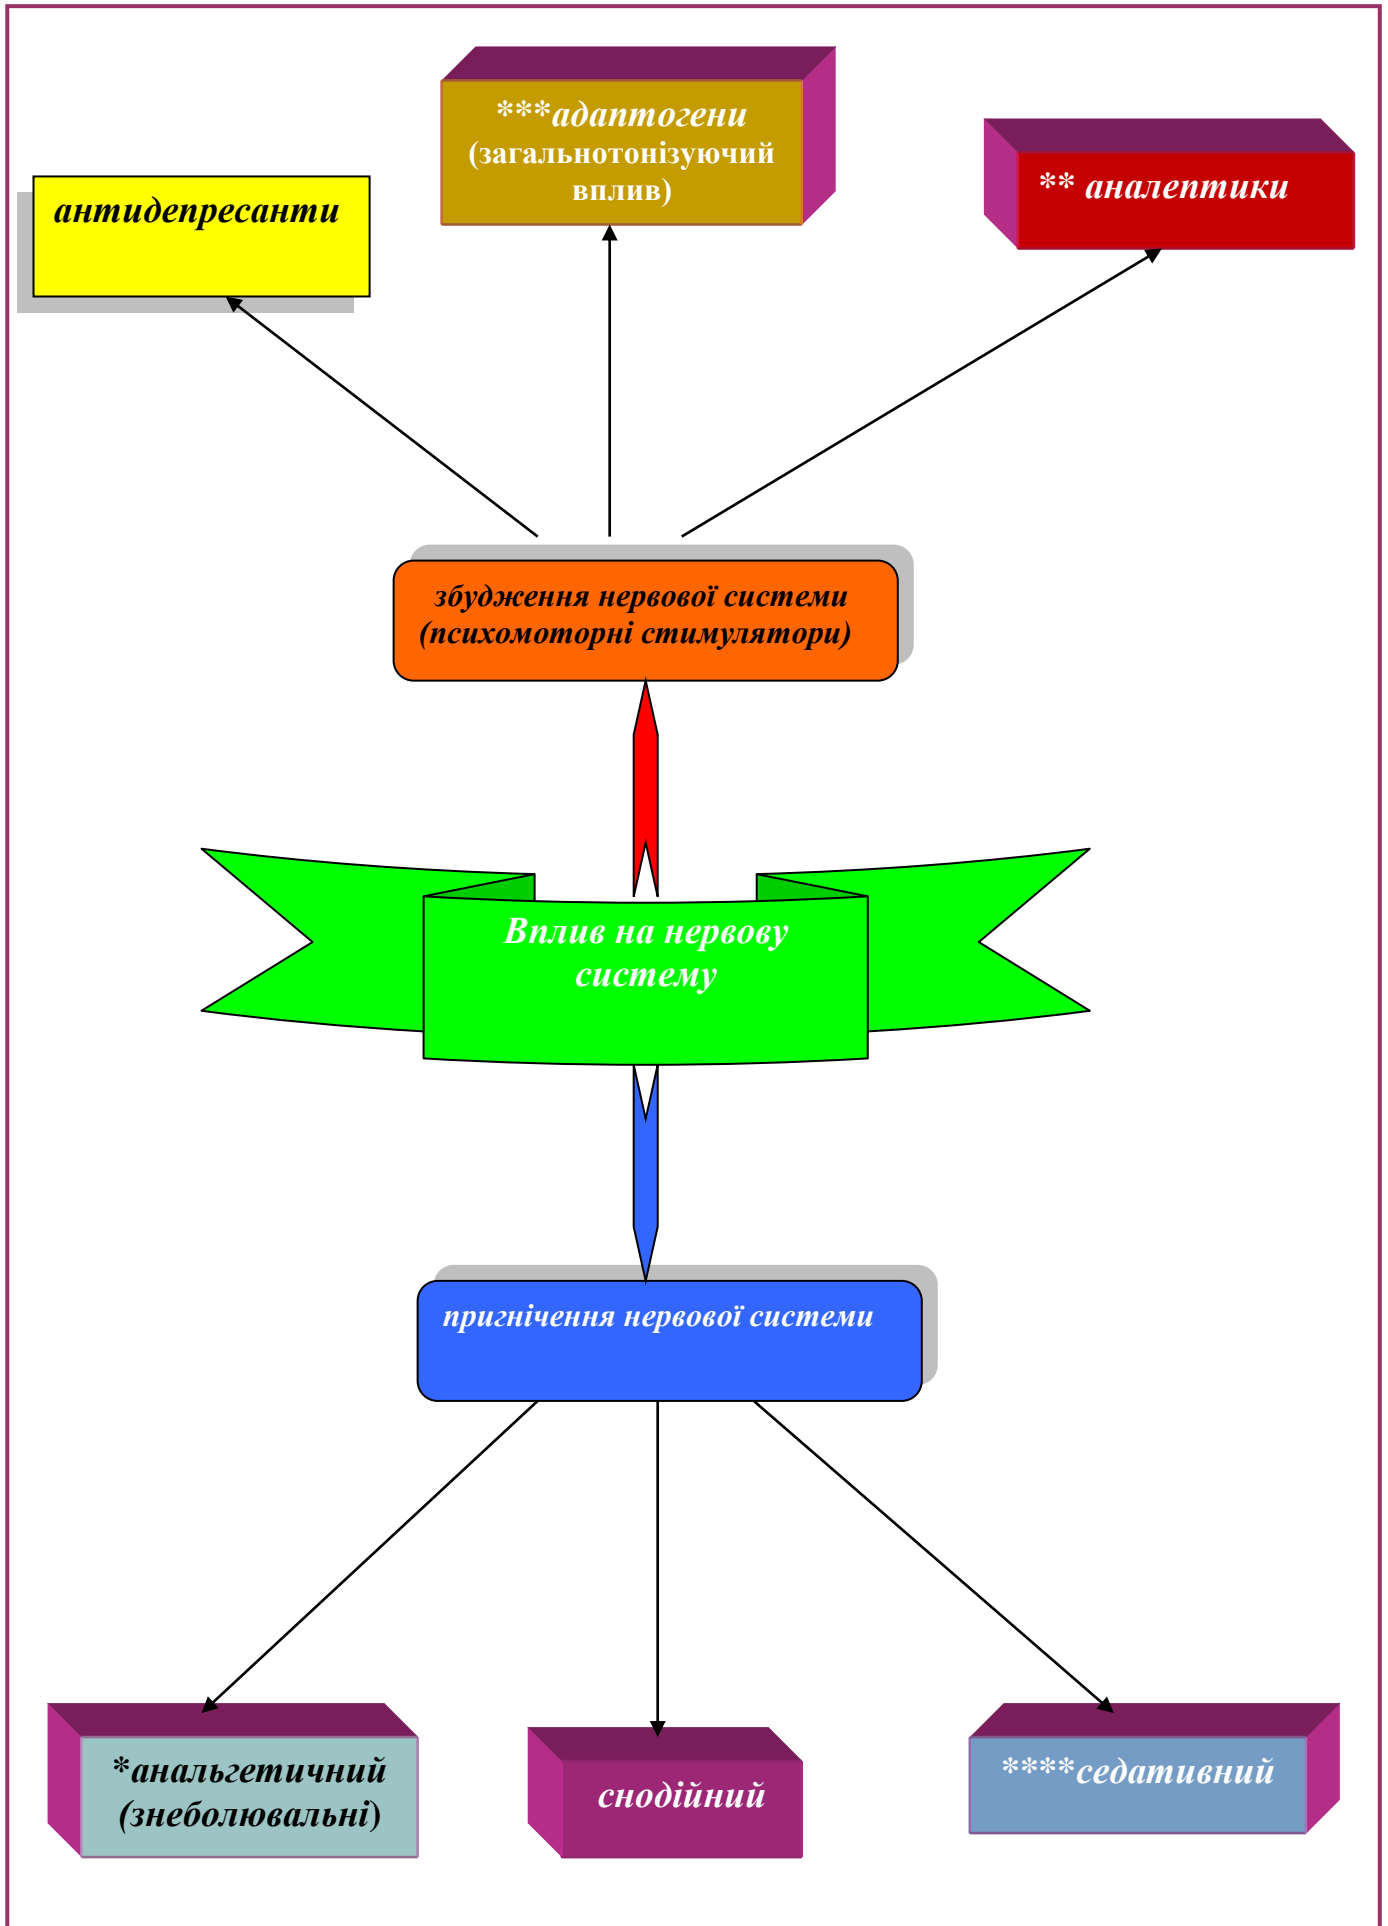 ***адаптогени
(загальнотонізуючий
вплив)
** аналептики
антидепресанти
збудження нервової системи
(психомоторні стимулятори)
Вплив на нервову
систему
пригнічення нервової системи
*анальгетичний
(знеболювальні)
снодійний
****седативний